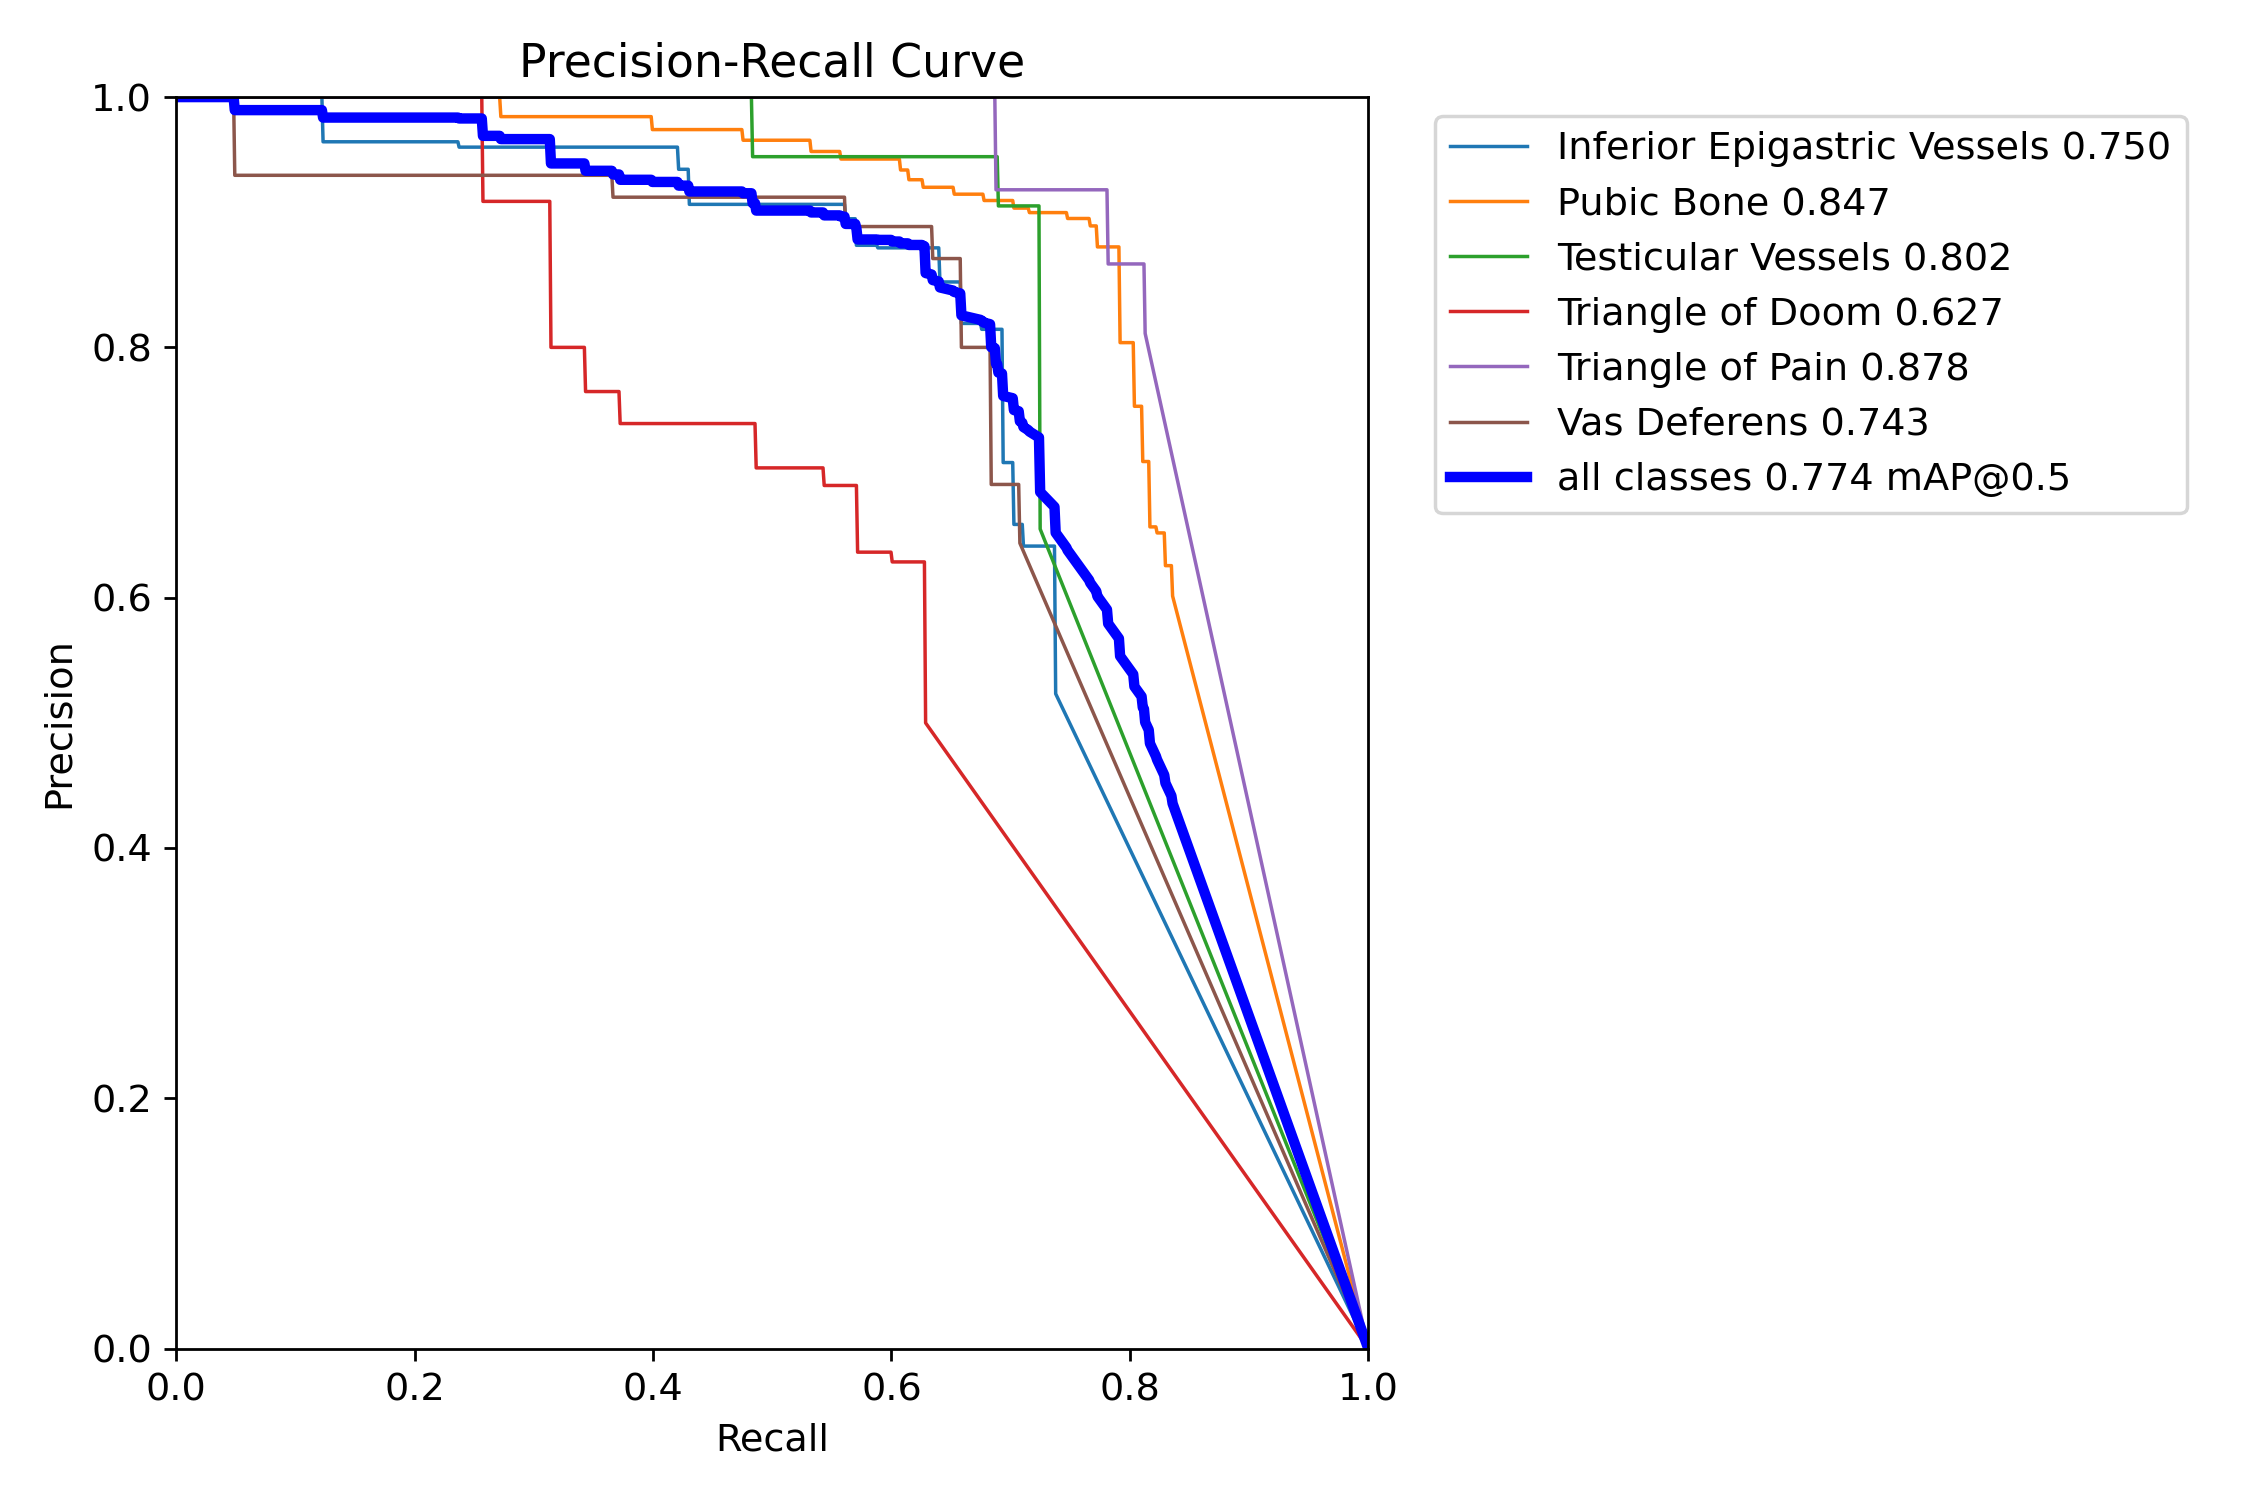 Precision-Recall Curve
1.0
0.8
0.6
0.4
0.2
0.0
Precision
0.0 0.2 0.4 0.6 0.8 1.0
Recall
Inferior Epigastric Vessels 0.750
Pubic Bone 0.847
Testicular Vessels 0.802
Triangle of Doom 0.627
Triangle of Pain 0.878
Vas Deferens 0.743
all classes 0.774 mAP@0.5